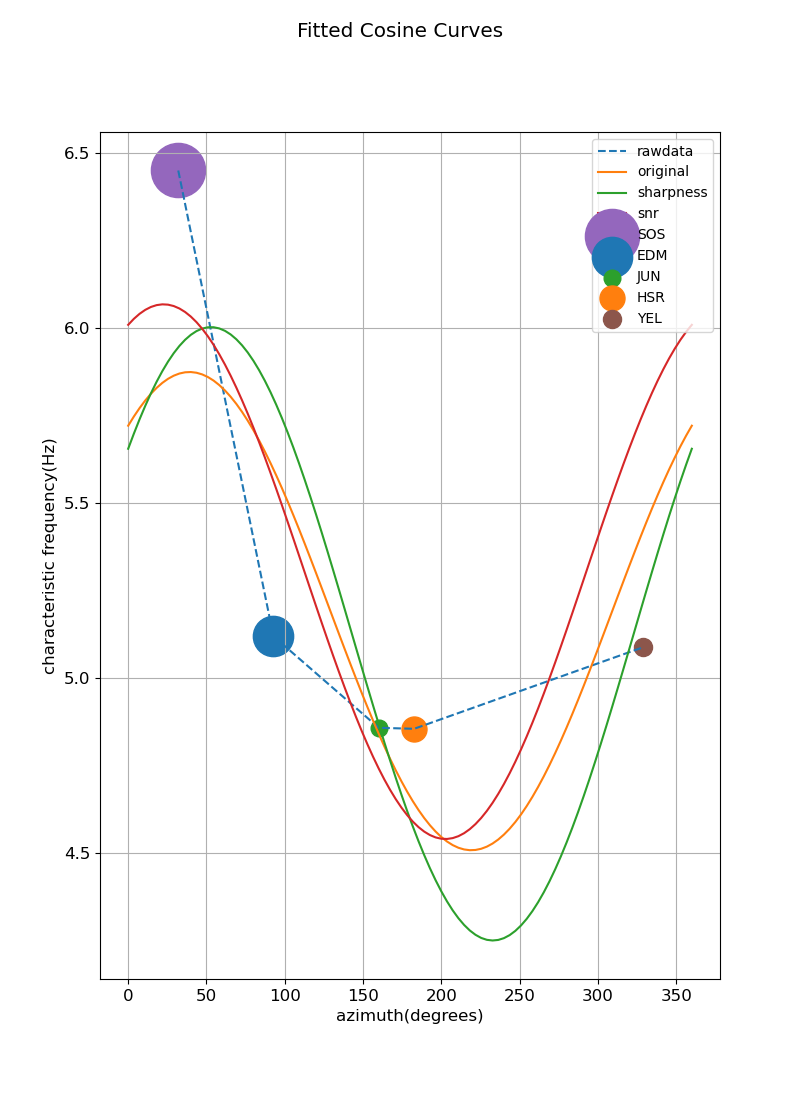 Fitted Cosine Curves
6.5
6.0
5.5
5.0
4.5
characteristic frequency(Hz)
rawdata
original
sharpness
snr
SOS
EDM
JUN
HSR
YEL
0 50 100 150 200 250 300 350
azimuth(degrees)